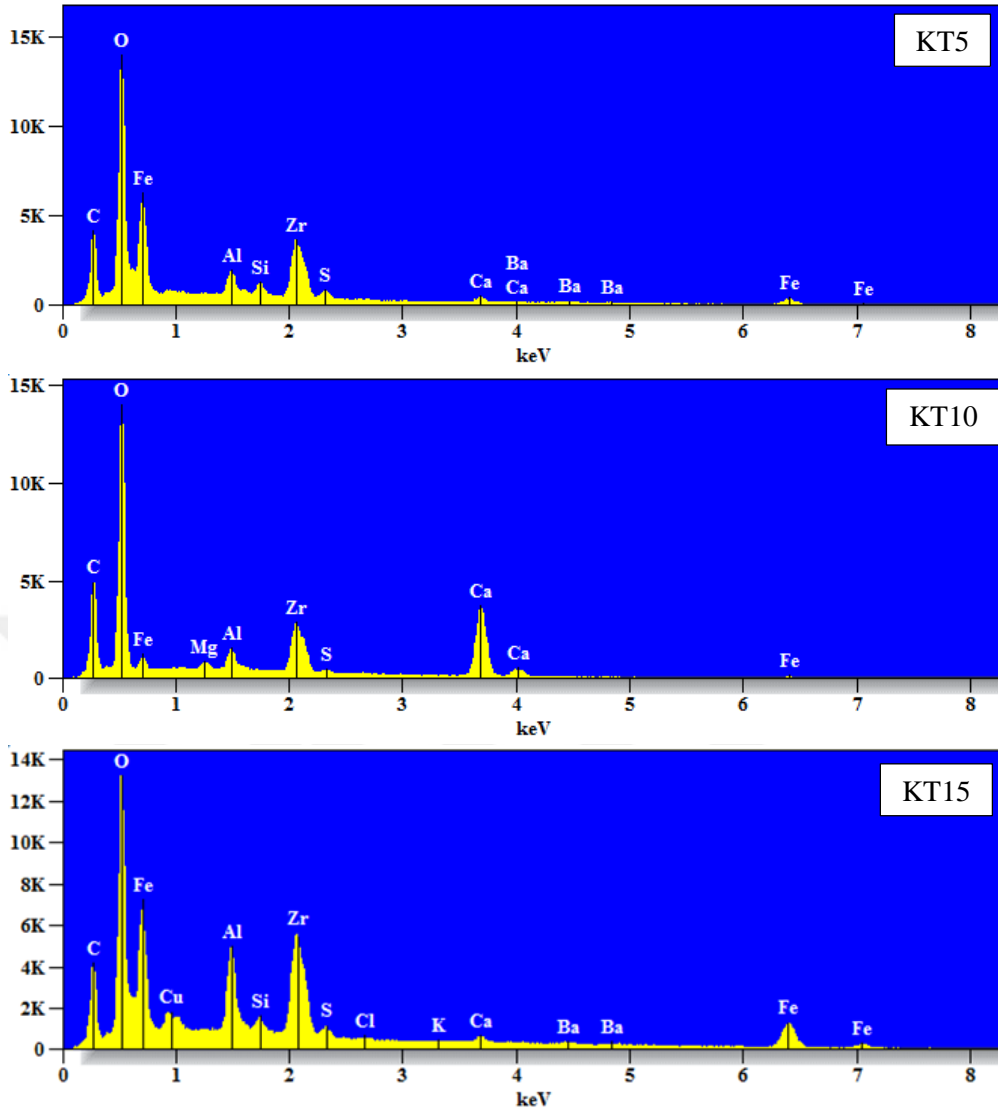 KT5
15K
O
10K
Fe
5K
C
Zr
Al
Si
S
Ba
Ca
Ca
Ba
Ba
Fe
Fe
0
0 1 2 3 4 5 6 7 8
keV
KT10
15K
O
10K
5K
C
Fe
Mg
Al
Zr
S
Ca
Ca
Fe
0
0 1 2 3 4 5 6 7 8
keV
KT15
14K
O
12K
10K
8K
Fe
6K
Zr
Al
4K
C
2K
Cu
Si
S
Cl
K
Ca
Ba
Ba
Fe
Fe
0
0 1 2 3 4 5 6 7 8
keV